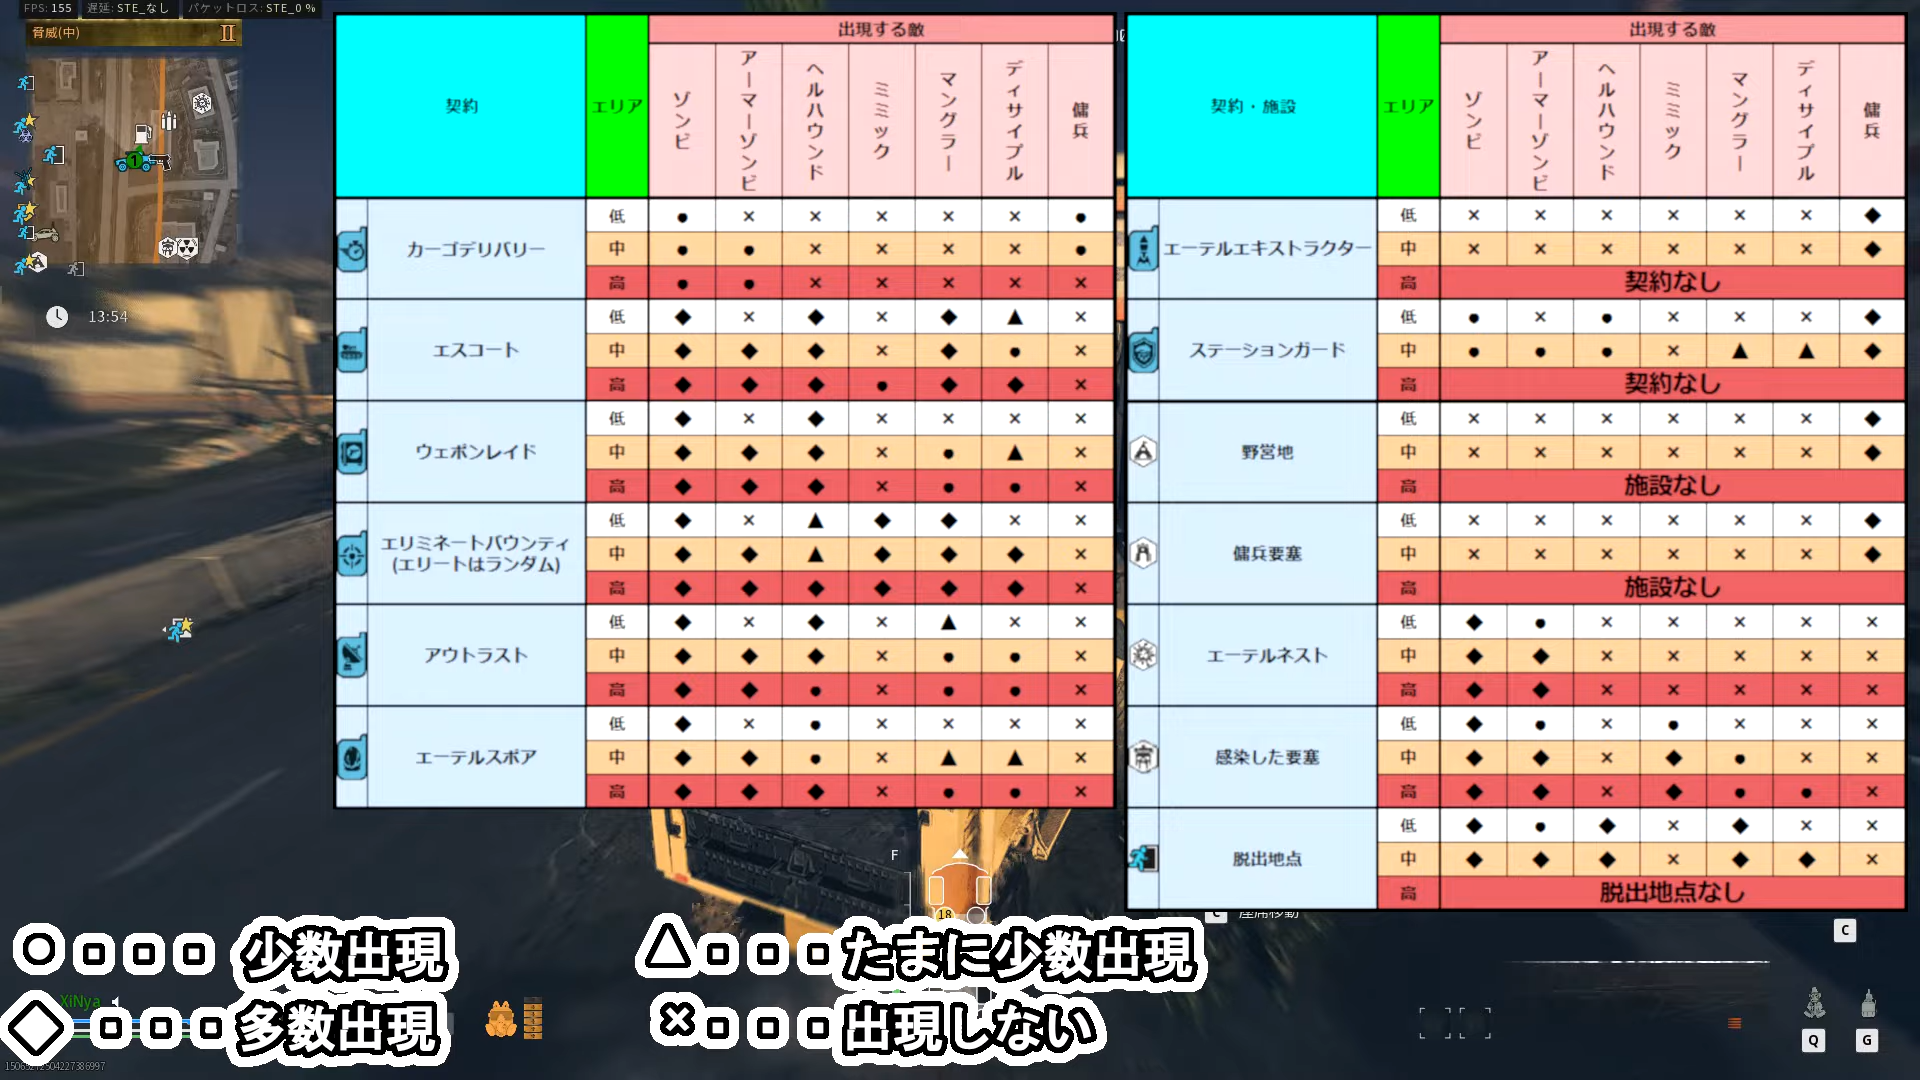 FPS: 155 遅延: STE_なし パケットロス: STE_0 %
脅威(中) II
13:54
契約 エリア 出現する敵
ゾンビ アーマーゾンビ ヘルハウンド ミミック マングラー ディサイプル 傭兵
カーゴデリバリー
低 ● × × × × × ●
中 ● ● × × × × ●
高 ● ● × × × × ×
エスコート
低 ◆ × ◆ × ◆ ▲ ×
中 ◆ ◆ ◆ × ◆ ● ×
高 ◆ ◆ ◆ ● ◆ ◆ ×
ウェポンレイド
低 ◆ × ◆ × × × ×
中 ◆ ◆ ◆ × ● ▲ ×
高 ◆ ◆ ◆ × ● ● ×
エリミネートバウンティ
(エリートはランダム)
低 ◆ × ▲ ◆ ◆ × ×
中 ◆ ◆ ▲ ◆ ◆ ◆ ×
高 ◆ ◆ ◆ ◆ ◆ ◆ ×
アウトラスト
低 ◆ × ◆ × ▲ × ×
中 ◆ ◆ ◆ × ● ● ×
高 ◆ ◆ ● × ● ● ×
エーテルスポア
低 ◆ × ● × × × ×
中 ◆ ◆ ● × ▲ ▲ ×
高 ◆ ◆ ◆ × ● ● ×
契約・施設 エリア 出現する敵
ゾンビ アーマーゾンビ ヘルハウンド ミミック マングラー ディサイプル 傭兵
エーテルエキストラクター
低 × × × × × × ◆
中 × × × × × × ◆
高 契約なし
ステーションガード
低 ● × ● × × × ◆
中 ● ● ● × ▲ ▲ ◆
高 契約なし
野営地
低 × × × × × × ◆
中 × × × × × × ◆
高 施設なし
傭兵要塞
低 × × × × × × ◆
中 × × × × × × ◆
高 施設なし
エーテルネスト
低 ◆ ● × × × × ×
中 ◆ ◆ × × × × ×
高 ◆ ◆ × × × × ×
感染した要塞
低 ◆ ● × ● × × ×
中 ◆ ◆ × ◆ ● × ×
高 ◆ ◆ × ◆ ● ● ×
脱出地点
低 ◆ ● ◆ × ◆ × ×
中 ◆ ◆ ◆ × ◆ ◆ ×
高 脱出地点なし
F
18
C 座席移動
C
○・・・少数出現 △・・・たまに少数出現
XiNya
◇・・・多数出現 ×・・・出現しない
Q G